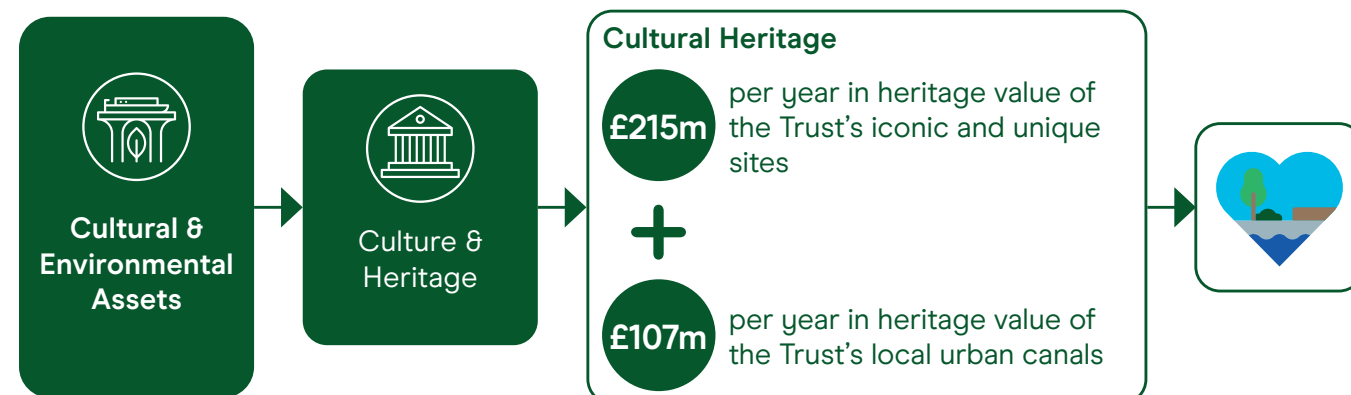 Cultural &
Environmental
Assets
Culture &
Heritage
Cultural Heritage
£215m
per year in heritage value of
the Trust’s iconic and unique
sites
+
£107m
per year in heritage value of
the Trust’s local urban canals